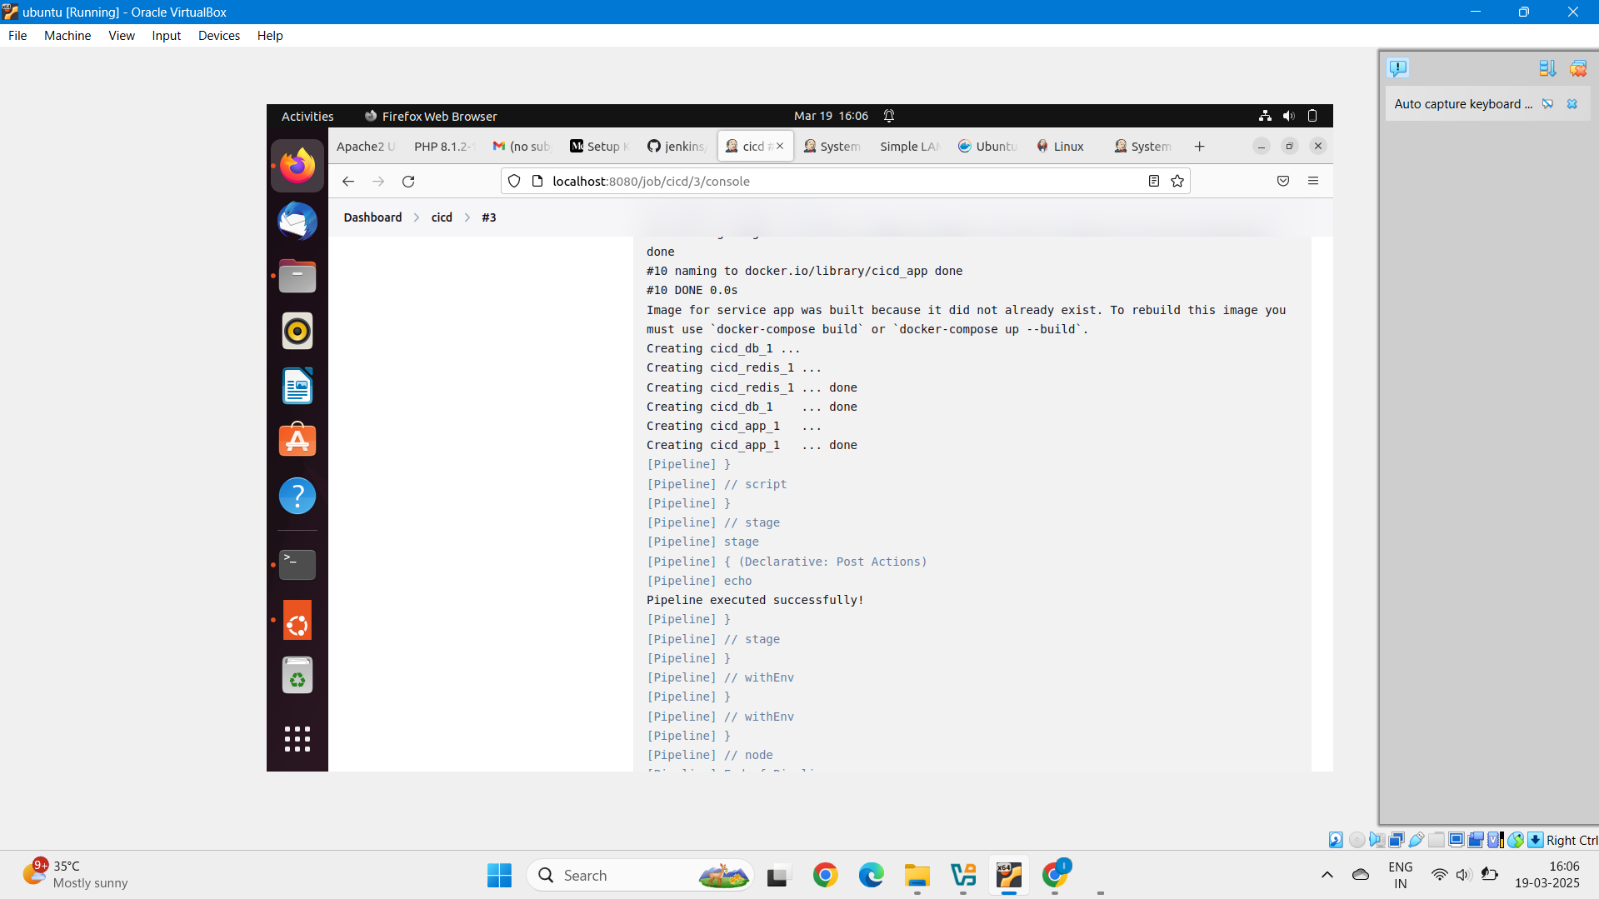 ubuntu [Running] - Oracle VirtualBox
File Machine View Input Devices Help
Auto capture keyboard ...
Activities Firefox Web Browser Mar 19 16:06
Apache2 U PHP 8.1.2- (no sub Setup K jenkins/ cicd # System Simple LAN Ubuntu Linux System
localhost:8080/job/cicd/3/console
Dashboard > cicd > #3
done
#10 naming to docker.io/library/cicd_app done
#10 DONE 0.0s
Image for service app was built because it did not already exist. To rebuild this image you
must use `docker-compose build` or `docker-compose up --build`.
Creating cicd_db_1 ...
Creating cicd_redis_1 ...
Creating cicd_redis_1 ... done
Creating cicd_db_1    ... done
Creating cicd_app_1   ...
Creating cicd_app_1   ... done
[Pipeline] }
[Pipeline] // script
[Pipeline] }
[Pipeline] // stage
[Pipeline] stage
[Pipeline] { (Declarative: Post Actions)
[Pipeline] echo
Pipeline executed successfully!
[Pipeline] }
[Pipeline] // stage
[Pipeline] }
[Pipeline] // withEnv
[Pipeline] }
[Pipeline] // withEnv
[Pipeline] }
[Pipeline] // node
Right Ctrl
9+
35°C
Mostly sunny
Search
x64
ENG
IN
16:06
19-03-2025